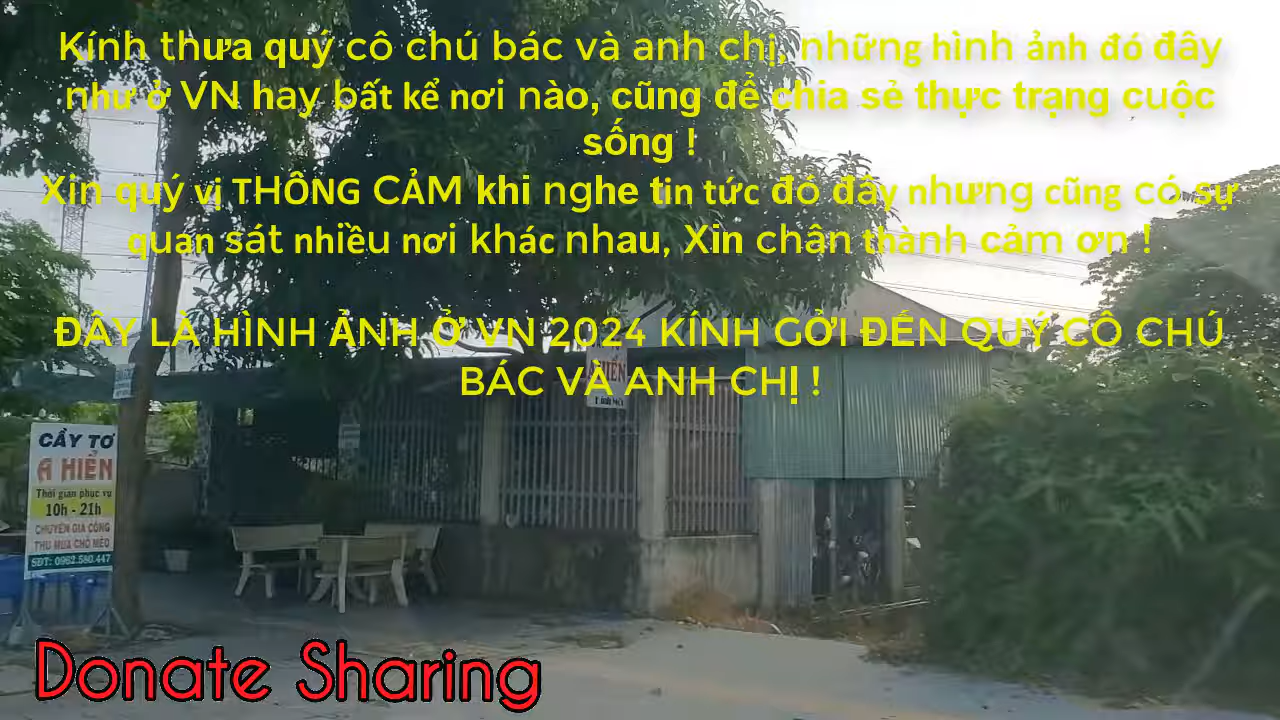 Kính thưa quý cô chú bác và anh chị, những hình ảnh đó đây
như ở VN hay bất kể nơi nào, cũng để chia sẻ thực trạng cuộc
sống !
Xin quý vị THÔNG CẢM khi nghe tin tức đó đây nhưng cũng có sự
quan sát nhiều nơi khác nhau, Xin chân thành cảm ơn !
ĐÂY LÀ HÌNH ẢNH Ở VN 2024 KÍNH GỞI ĐẾN QUÝ CÔ CHÚ
BÁC VÀ ANH CHỊ !
HIỂN
CẦY TƠ
A HIỂN
Thời gian phục vụ
10h - 21h
CHUYÊN GIA CÔNG
THU MUA CHÓ MÈO
SĐT: 0962.580.447
Donate Sharing